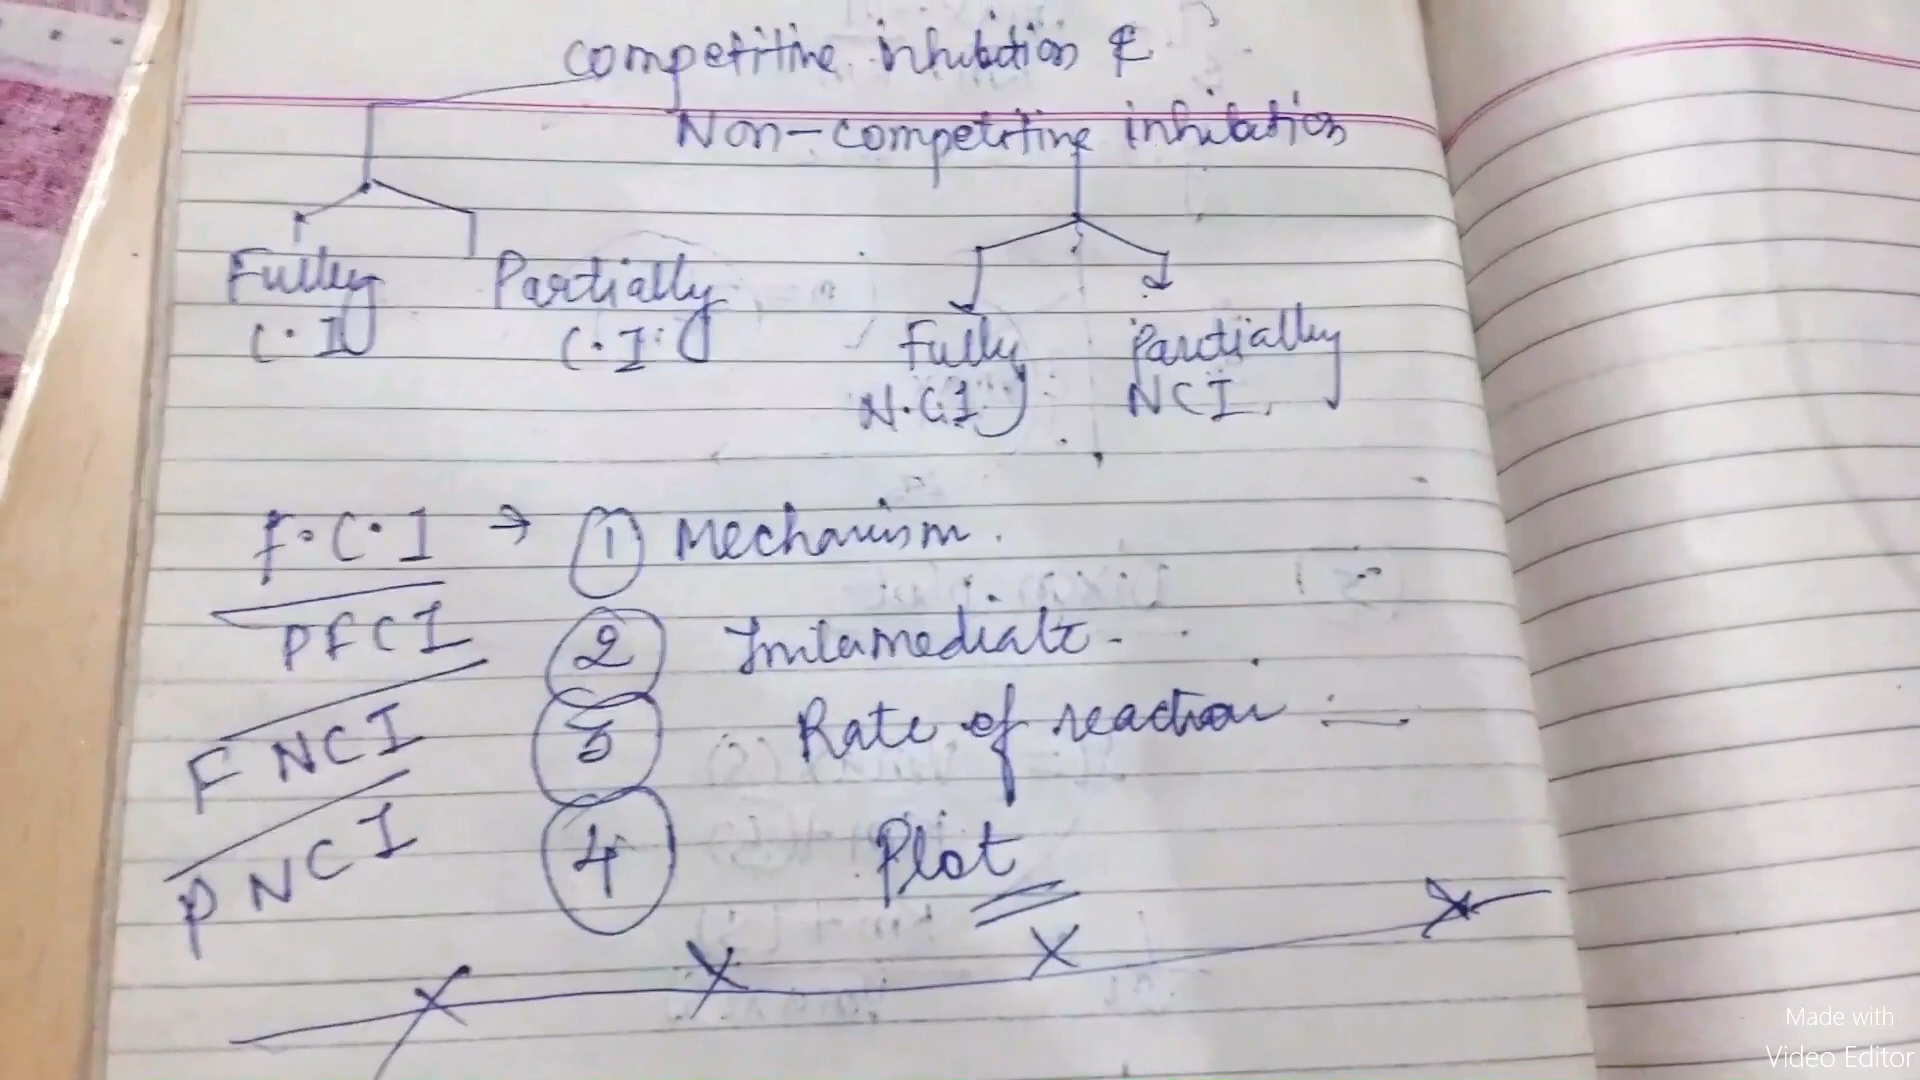 competitive inhibition &
Non-competitive inhibition
Fully Partially
C.I C.I.
Fully Partially
N.C.I NCI
F.C.I → 1 Mechanism.
PFCI 2 Intermediate -
FNCI 3 Rate of reaction :-
PNCI 4 Plot
Made with
Video Editor